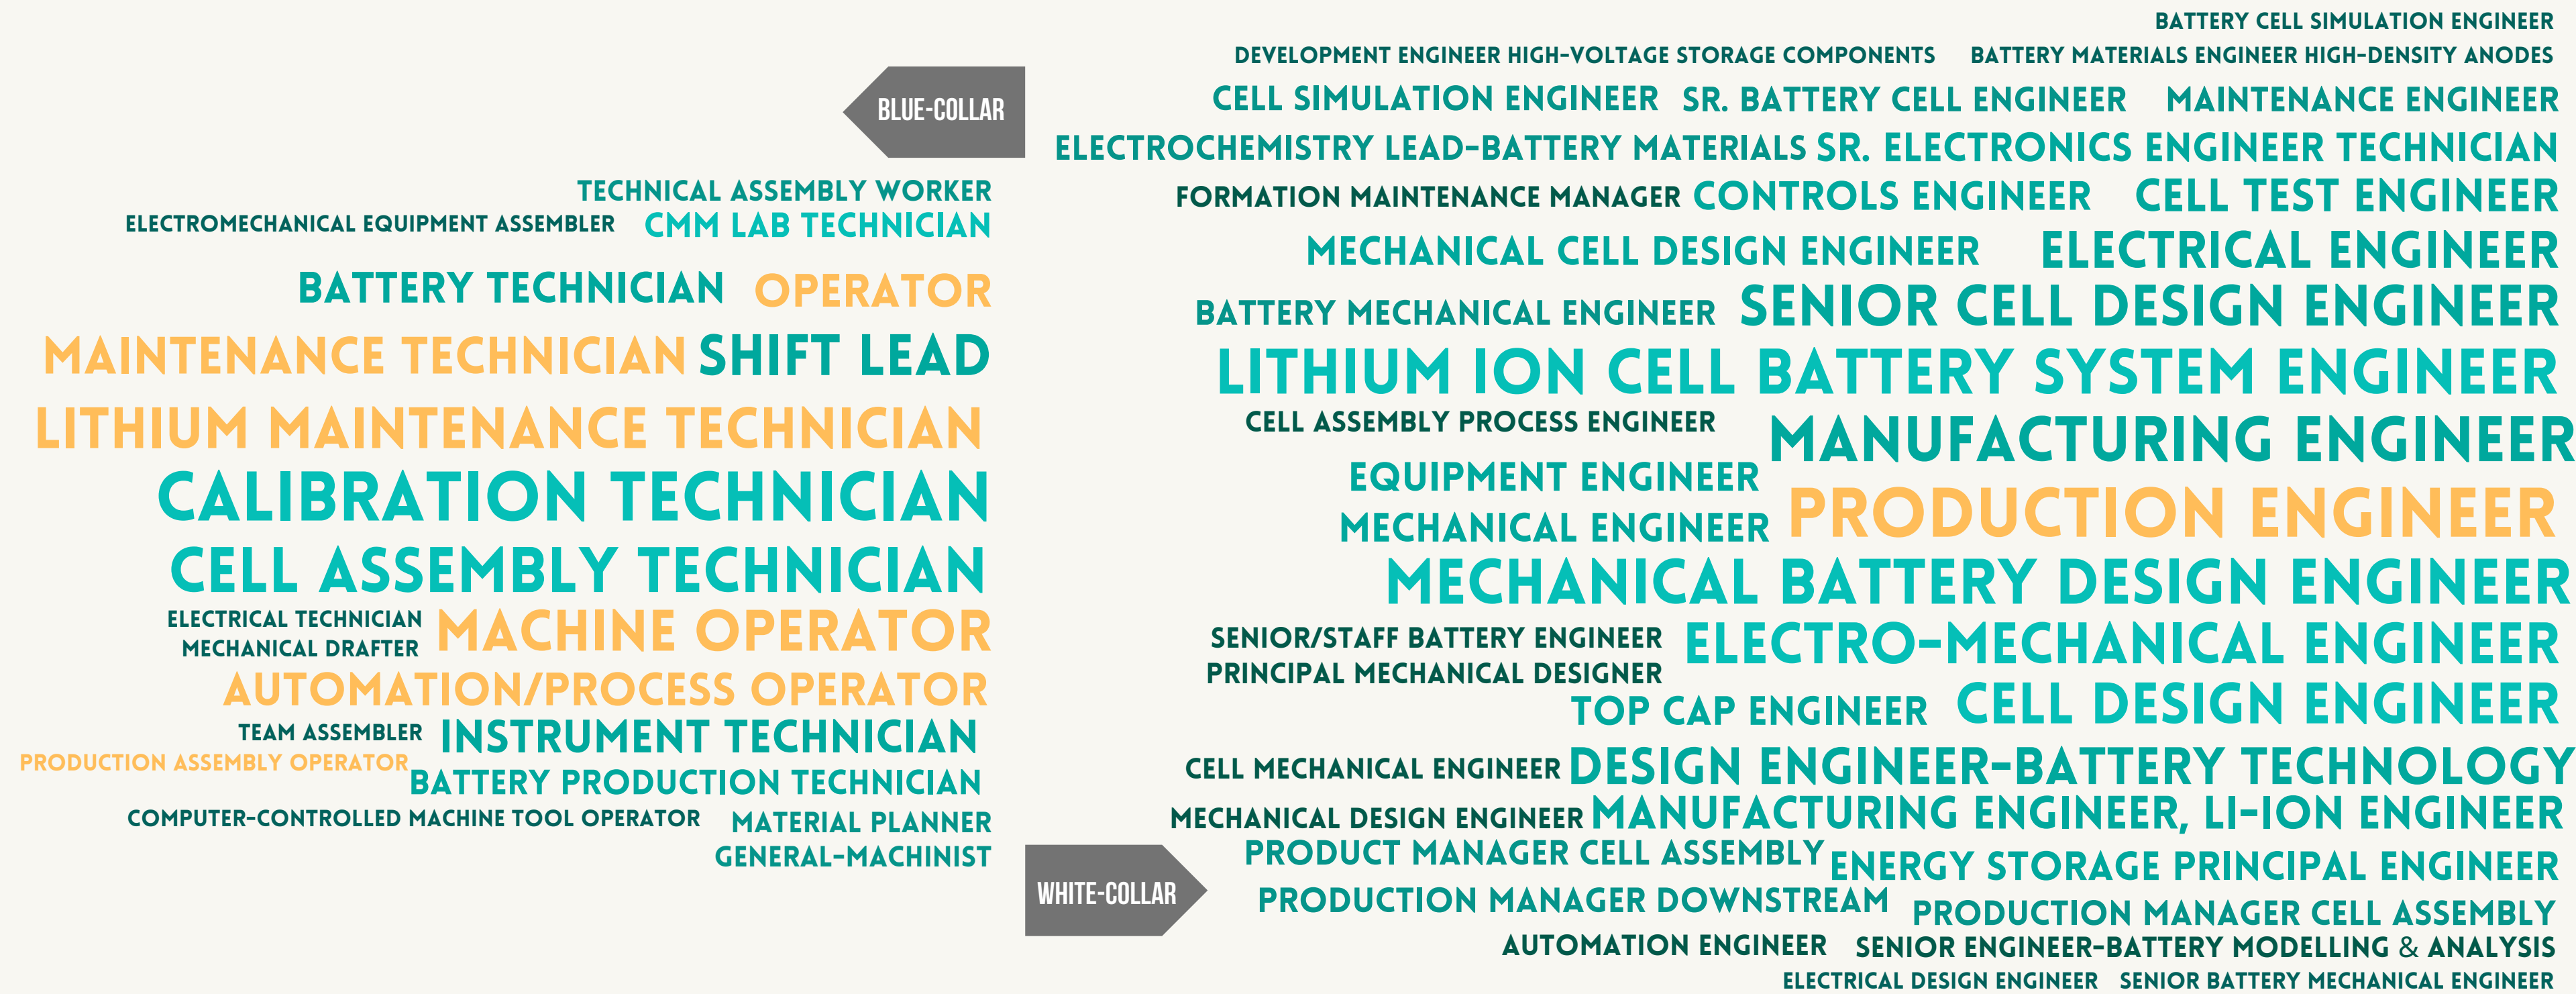 BLUE-COLLAR
TECHNICAL ASSEMBLY WORKER
ELECTROMECHANICAL EQUIPMENT ASSEMBLER
CMM LAB TECHNICIAN
BATTERY TECHNICIAN
OPERATOR
MAINTENANCE TECHNICIAN
SHIFT LEAD
LITHIUM MAINTENANCE TECHNICIAN
CALIBRATION TECHNICIAN
CELL ASSEMBLY TECHNICIAN
ELECTRICAL TECHNICIAN
MECHANICAL DRAFTER
MACHINE OPERATOR
AUTOMATION/PROCESS OPERATOR
TEAM ASSEMBLER
INSTRUMENT TECHNICIAN
PRODUCTION ASSEMBLY OPERATOR
BATTERY PRODUCTION TECHNICIAN
COMPUTER-CONTROLLED MACHINE TOOL OPERATOR
MATERIAL PLANNER
GENERAL-MACHINIST
WHITE-COLLAR
BATTERY CELL SIMULATION ENGINEER
DEVELOPMENT ENGINEER HIGH-VOLTAGE STORAGE COMPONENTS
BATTERY MATERIALS ENGINEER HIGH-DENSITY ANODES
CELL SIMULATION ENGINEER
SR. BATTERY CELL ENGINEER
MAINTENANCE ENGINEER
ELECTROCHEMISTRY LEAD-BATTERY MATERIALS
SR. ELECTRONICS ENGINEER TECHNICIAN
FORMATION MAINTENANCE MANAGER
CONTROLS ENGINEER
CELL TEST ENGINEER
MECHANICAL CELL DESIGN ENGINEER
ELECTRICAL ENGINEER
BATTERY MECHANICAL ENGINEER
SENIOR CELL DESIGN ENGINEER
LITHIUM ION CELL BATTERY SYSTEM ENGINEER
CELL ASSEMBLY PROCESS ENGINEER
MANUFACTURING ENGINEER
EQUIPMENT ENGINEER
MECHANICAL ENGINEER
PRODUCTION ENGINEER
MECHANICAL BATTERY DESIGN ENGINEER
SENIOR/STAFF BATTERY ENGINEER
PRINCIPAL MECHANICAL DESIGNER
ELECTRO-MECHANICAL ENGINEER
TOP CAP ENGINEER
CELL DESIGN ENGINEER
CELL MECHANICAL ENGINEER
DESIGN ENGINEER-BATTERY TECHNOLOGY
MECHANICAL DESIGN ENGINEER
MANUFACTURING ENGINEER, LI-ION ENGINEER
PRODUCT MANAGER CELL ASSEMBLY
ENERGY STORAGE PRINCIPAL ENGINEER
PRODUCTION MANAGER DOWNSTREAM
PRODUCTION MANAGER CELL ASSEMBLY
AUTOMATION ENGINEER
SENIOR ENGINEER-BATTERY MODELLING & ANALYSIS
ELECTRICAL DESIGN ENGINEER
SENIOR BATTERY MECHANICAL ENGINEER